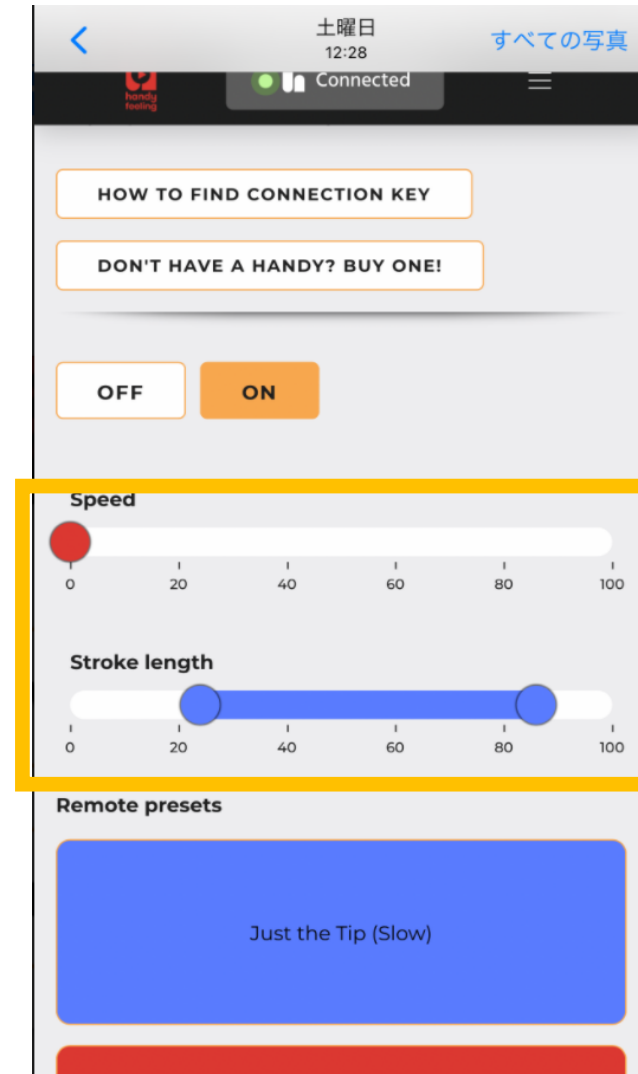 土曜日
すべての写真
12:28
handy
feeling
Connected
HOW TO FIND CONNECTION KEY
DON'T HAVE A HANDY? BUY ONE!
OFF
ON
Speed
0 20 40 60 80 100
Stroke length
0 20 40 60 80 100
Remote presets
Just the Tip (Slow)